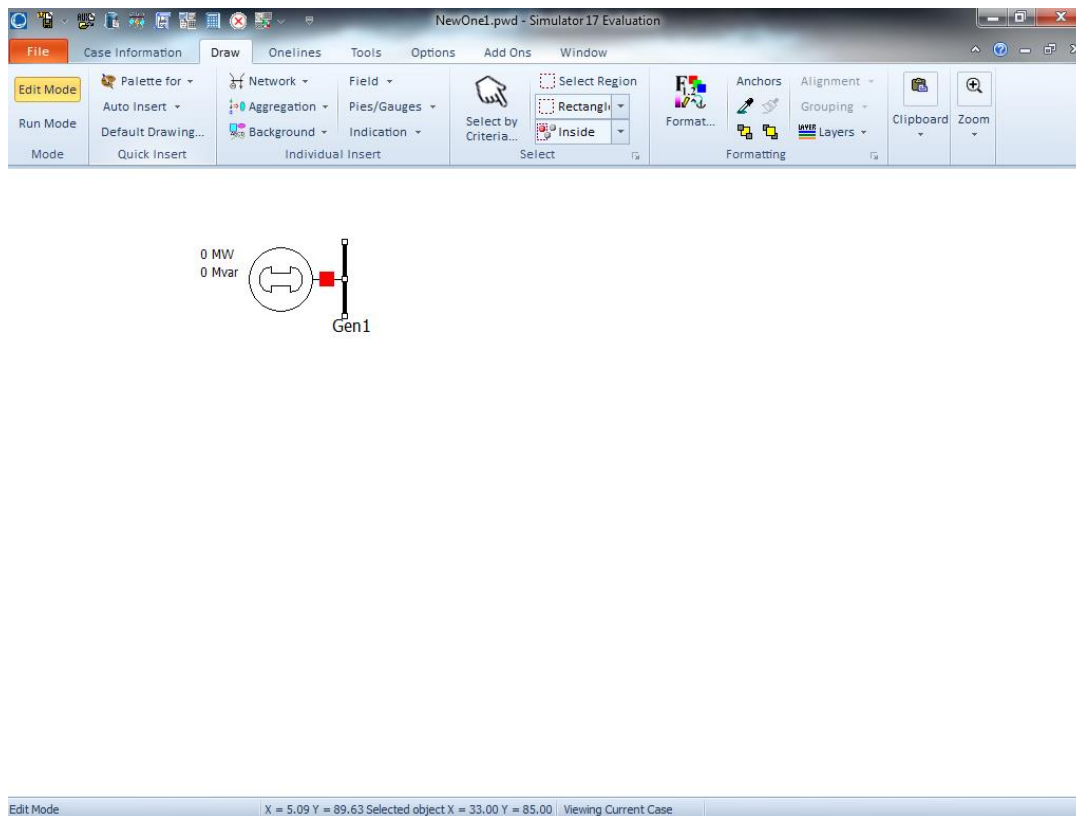 NewOne1.pwd - Simulator 17 Evaluation
File Case Information Draw Onelines Tools Options Add Ons Window
Edit Mode
Run Mode
Mode
Palette for
Auto Insert
Default Drawing...
Quick Insert
Network
Aggregation
Background
Field
Pies/Gauges
Indication
Individual Insert
Select by
Criteria...
Select Region
Rectangl
Inside
Select
Format...
Anchors
Alignment
Grouping
Layers
Formatting
Clipboard
Zoom
0 MW
0 Mvar
Gen1
Edit Mode X = 5.09 Y = 89.63 Selected object X = 33.00 Y = 85.00 Viewing Current Case